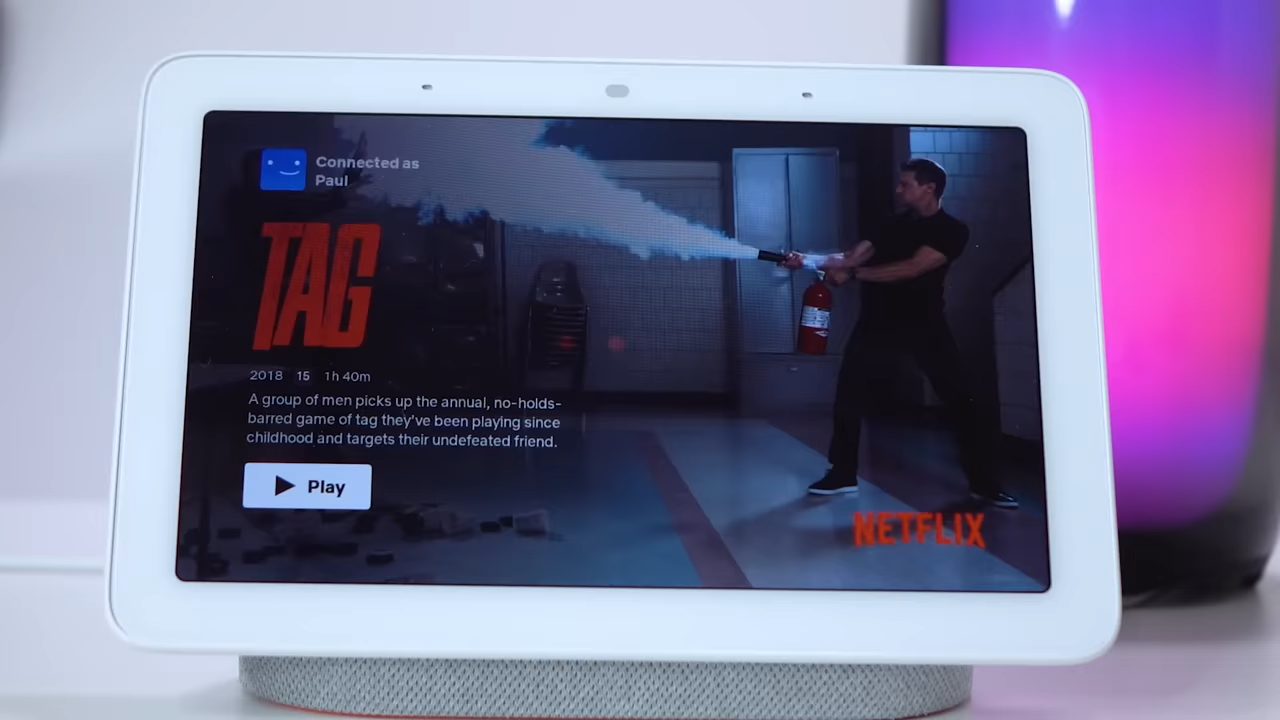 Connected as
Paul
TAG
2018 15 1h 40m
A group of men picks up the annual, no-holds-
barred game of tag they've been playing since
childhood and targets their undefeated friend.
Play
NETFLIX